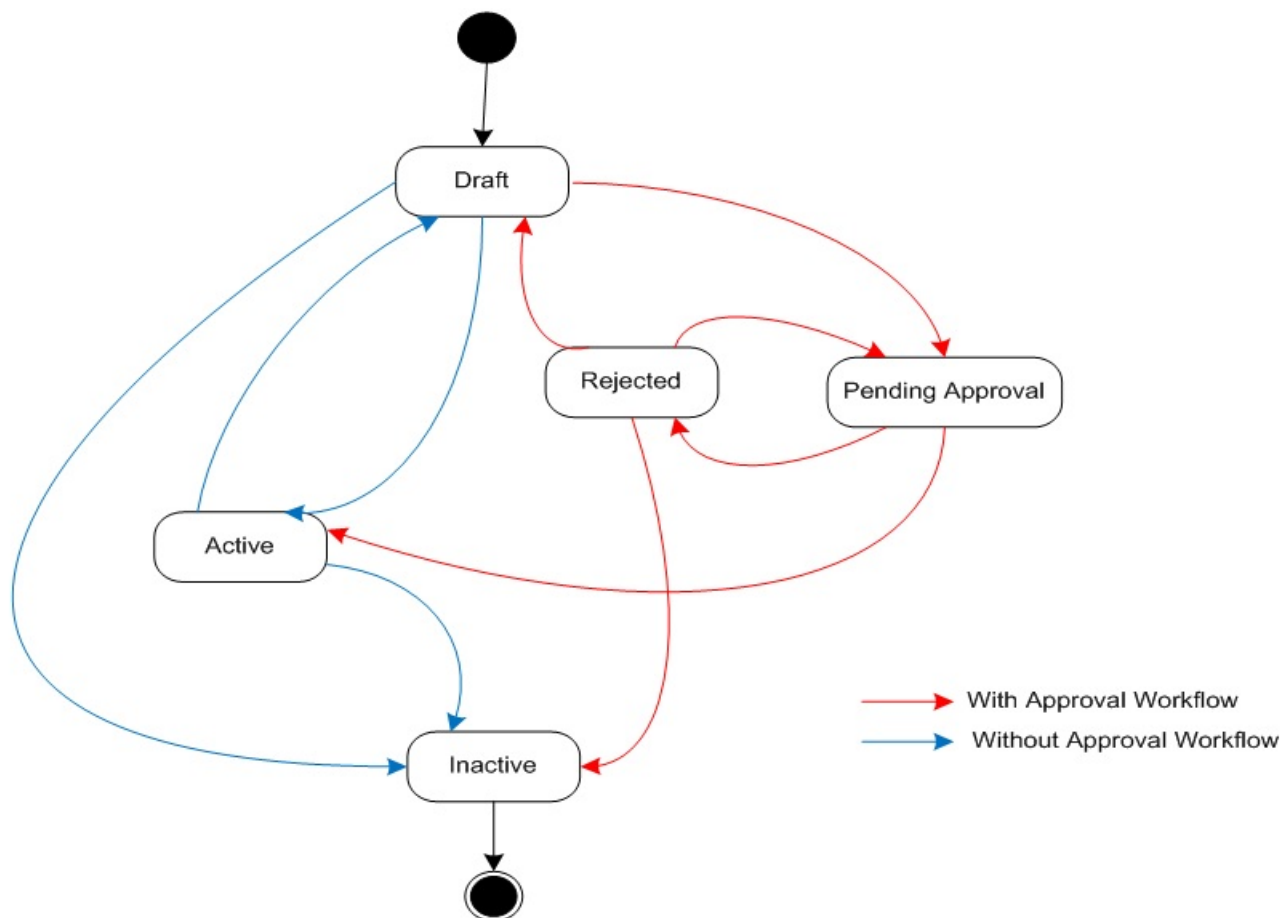 Draft
Rejected
Pending Approval
Active
With Approval Workflow
Without Approval Workflow
Inactive